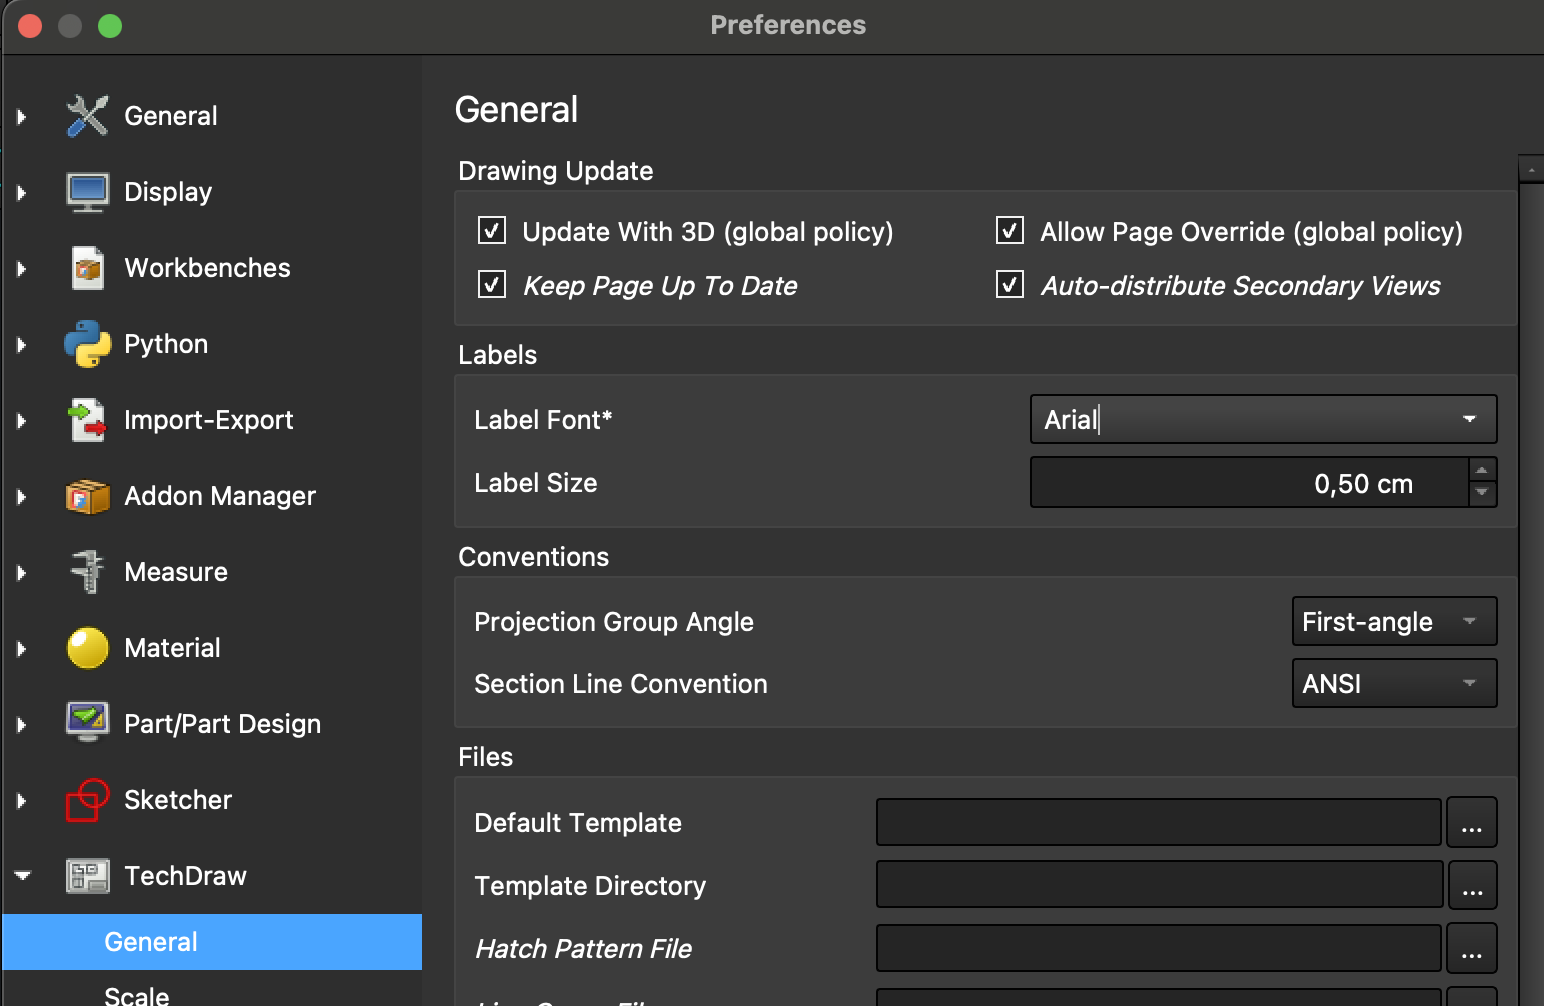 Preferences
General
Display
Workbenches
Python
Import-Export
Addon Manager
Measure
Material
Part/Part Design
Sketcher
TechDraw
General
Scale
General
Drawing Update
Update With 3D (global policy)
Allow Page Override (global policy)
Keep Page Up To Date
Auto-distribute Secondary Views
Labels
Label Font*
Arial
Label Size
0,50 cm
Conventions
Projection Group Angle
First-angle
Section Line Convention
ANSI
Files
Default Template
...
Template Directory
...
Hatch Pattern File
...